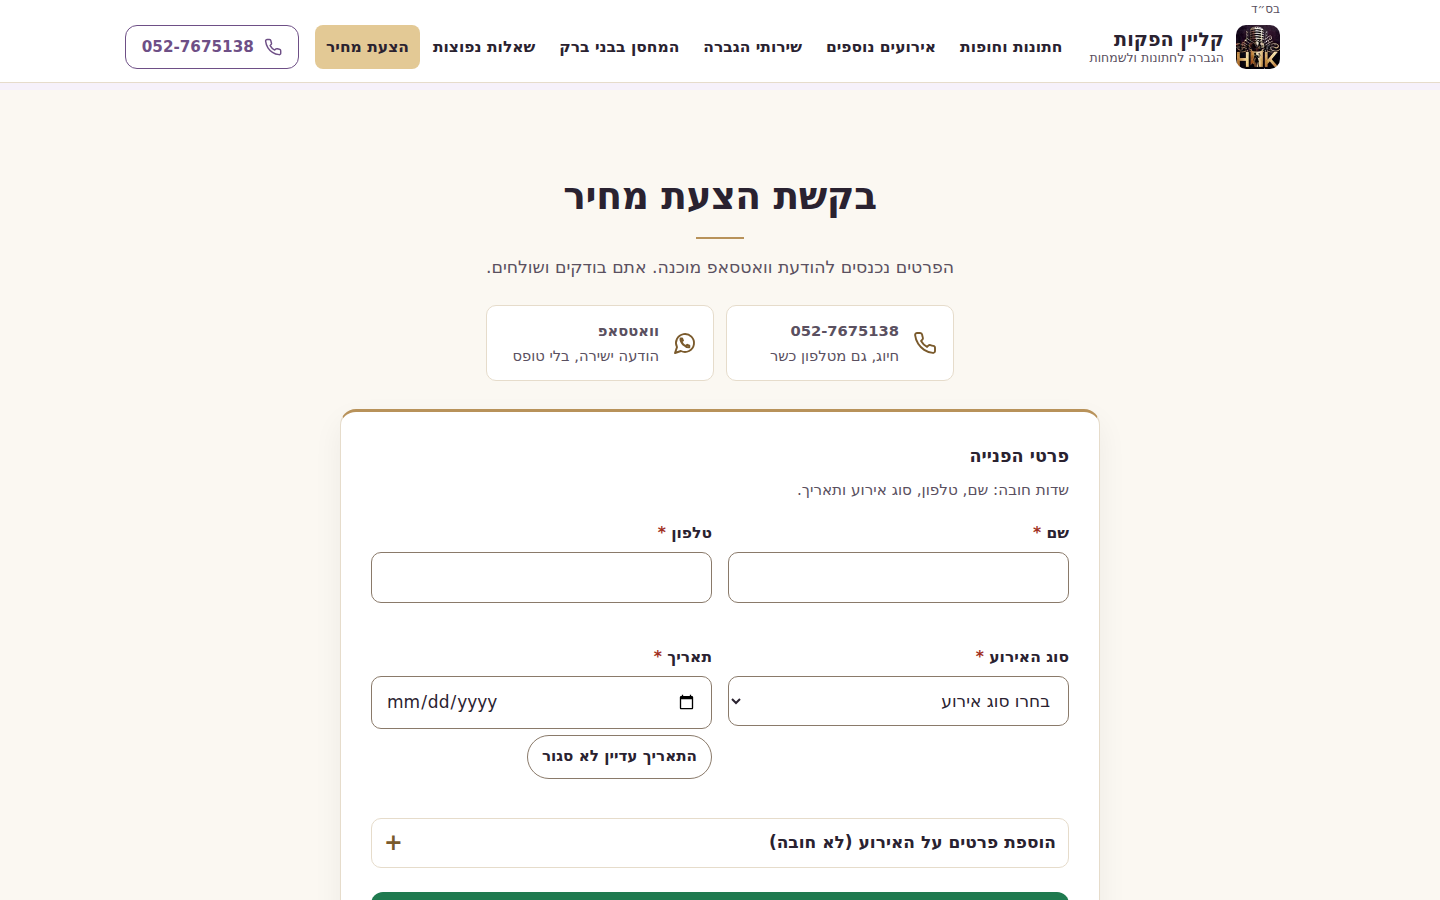 בס״ד
קליין הפקות
הגברה לחתונות ולשמחות
חתונות וחופות
אירועים נוספים
שירותי הגברה
המחסן בבני ברק
שאלות נפוצות
הצעת מחיר
052-7675138
בקשת הצעת מחיר
הפרטים נכנסים להודעת וואטסאפ מוכנה. אתם בודקים ושולחים.
052-7675138
חיוג, גם מטלפון כשר
וואטסאפ
הודעה ישירה, בלי טופס
פרטי הפנייה
שדות חובה: שם, טלפון, סוג אירוע ותאריך.
שם *
טלפון *
סוג האירוע *
בחרו סוג אירוע
תאריך *
mm/dd/yyyy
התאריך עדיין לא סגור
הוספת פרטים על האירוע (לא חובה)
+